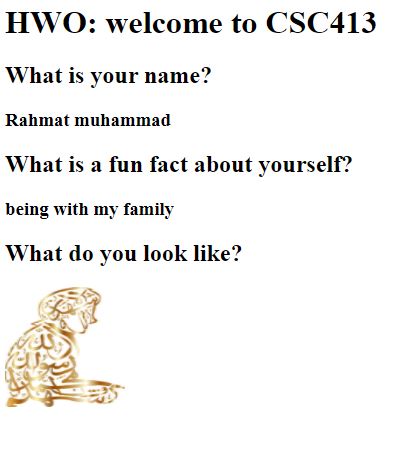 HWO: welcome to CSC413
What is your name?
Rahmat muhammad
What is a fun fact about yourself?
being with my family
What do you look like?